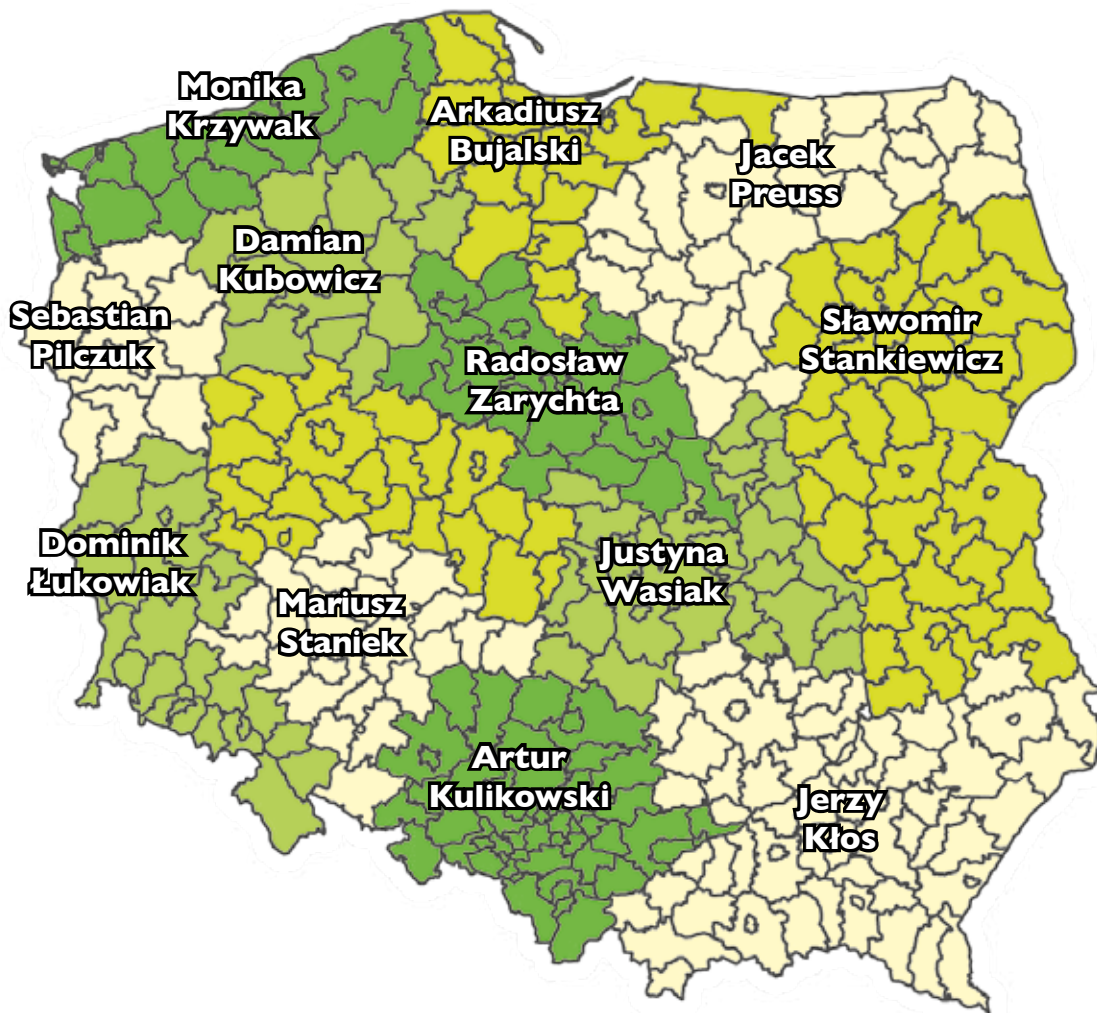 Monika
Krzywak
Arkadiusz
Bujalski
Jacek
Preuss
Damian
Kubowicz
Sebastian
Pilczuk
Sławomir
Stankiewicz
Radosław
Zarychta
Dominik
Łukowiak
Justyna
Wasiak
Mariusz
Staniek
Artur
Kulikowski
Jerzy
Kłos